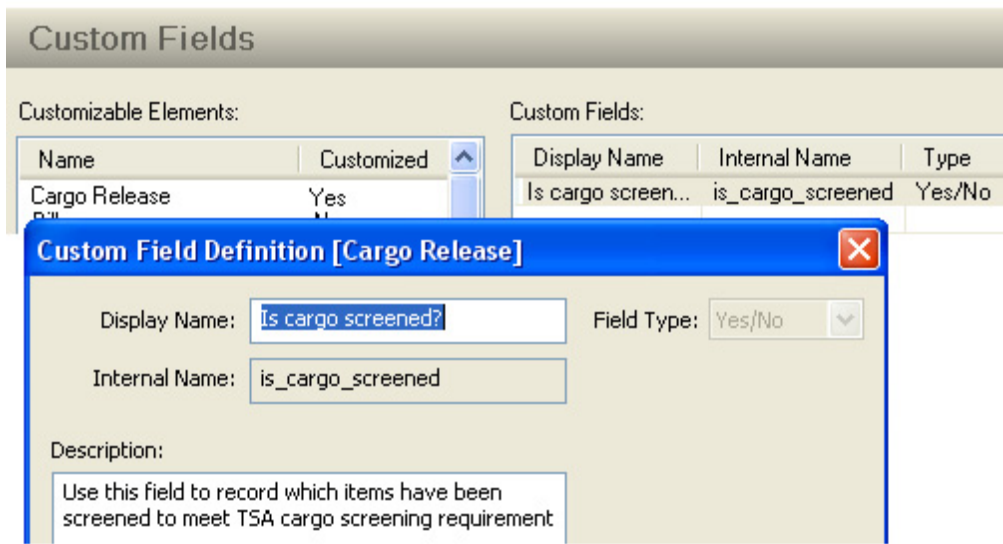 Custom Fields
Customizable Elements:
Custom Fields:
Name Customized
Display Name Internal Name Type
Cargo Release Yes
Is cargo screen... is_cargo_screened Yes/No
Custom Field Definition [Cargo Release]
Display Name: Is cargo screened? Field Type: Yes/No
Internal Name: is_cargo_screened
Description:
Use this field to record which items have been
screened to meet TSA cargo screening requirement